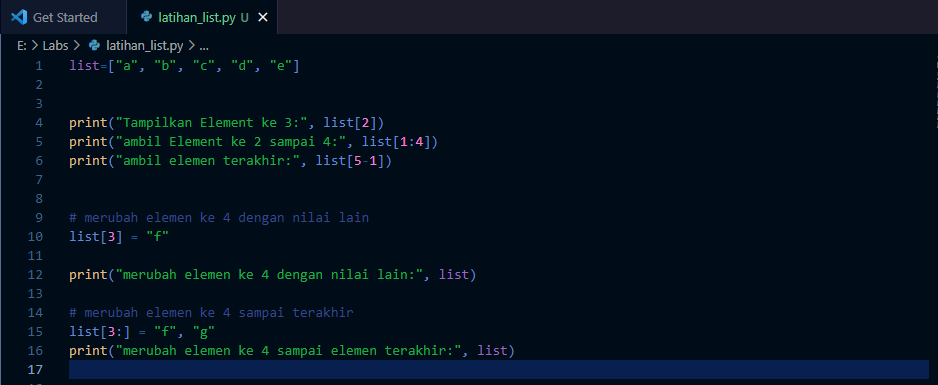 Get Started
latihan_list.py U
E: > Labs > latihan_list.py > ...
1 list=["a", "b", "c", "d", "e"]
2
3
4 print("Tampilkan Element ke 3:", list[2])
5 print("ambil Element ke 2 sampai 4:", list[1:4])
6 print("ambil elemen terakhir:", list[5-1])
7
8
9 # merubah elemen ke 4 dengan nilai lain
10 list[3] = "f"
11
12 print("merubah elemen ke 4 dengan nilai lain:", list)
13
14 # merubah elemen ke 4 sampai terakhir
15 list[3:] = "f", "g"
16 print("merubah elemen ke 4 sampai elemen terakhir:", list)
17